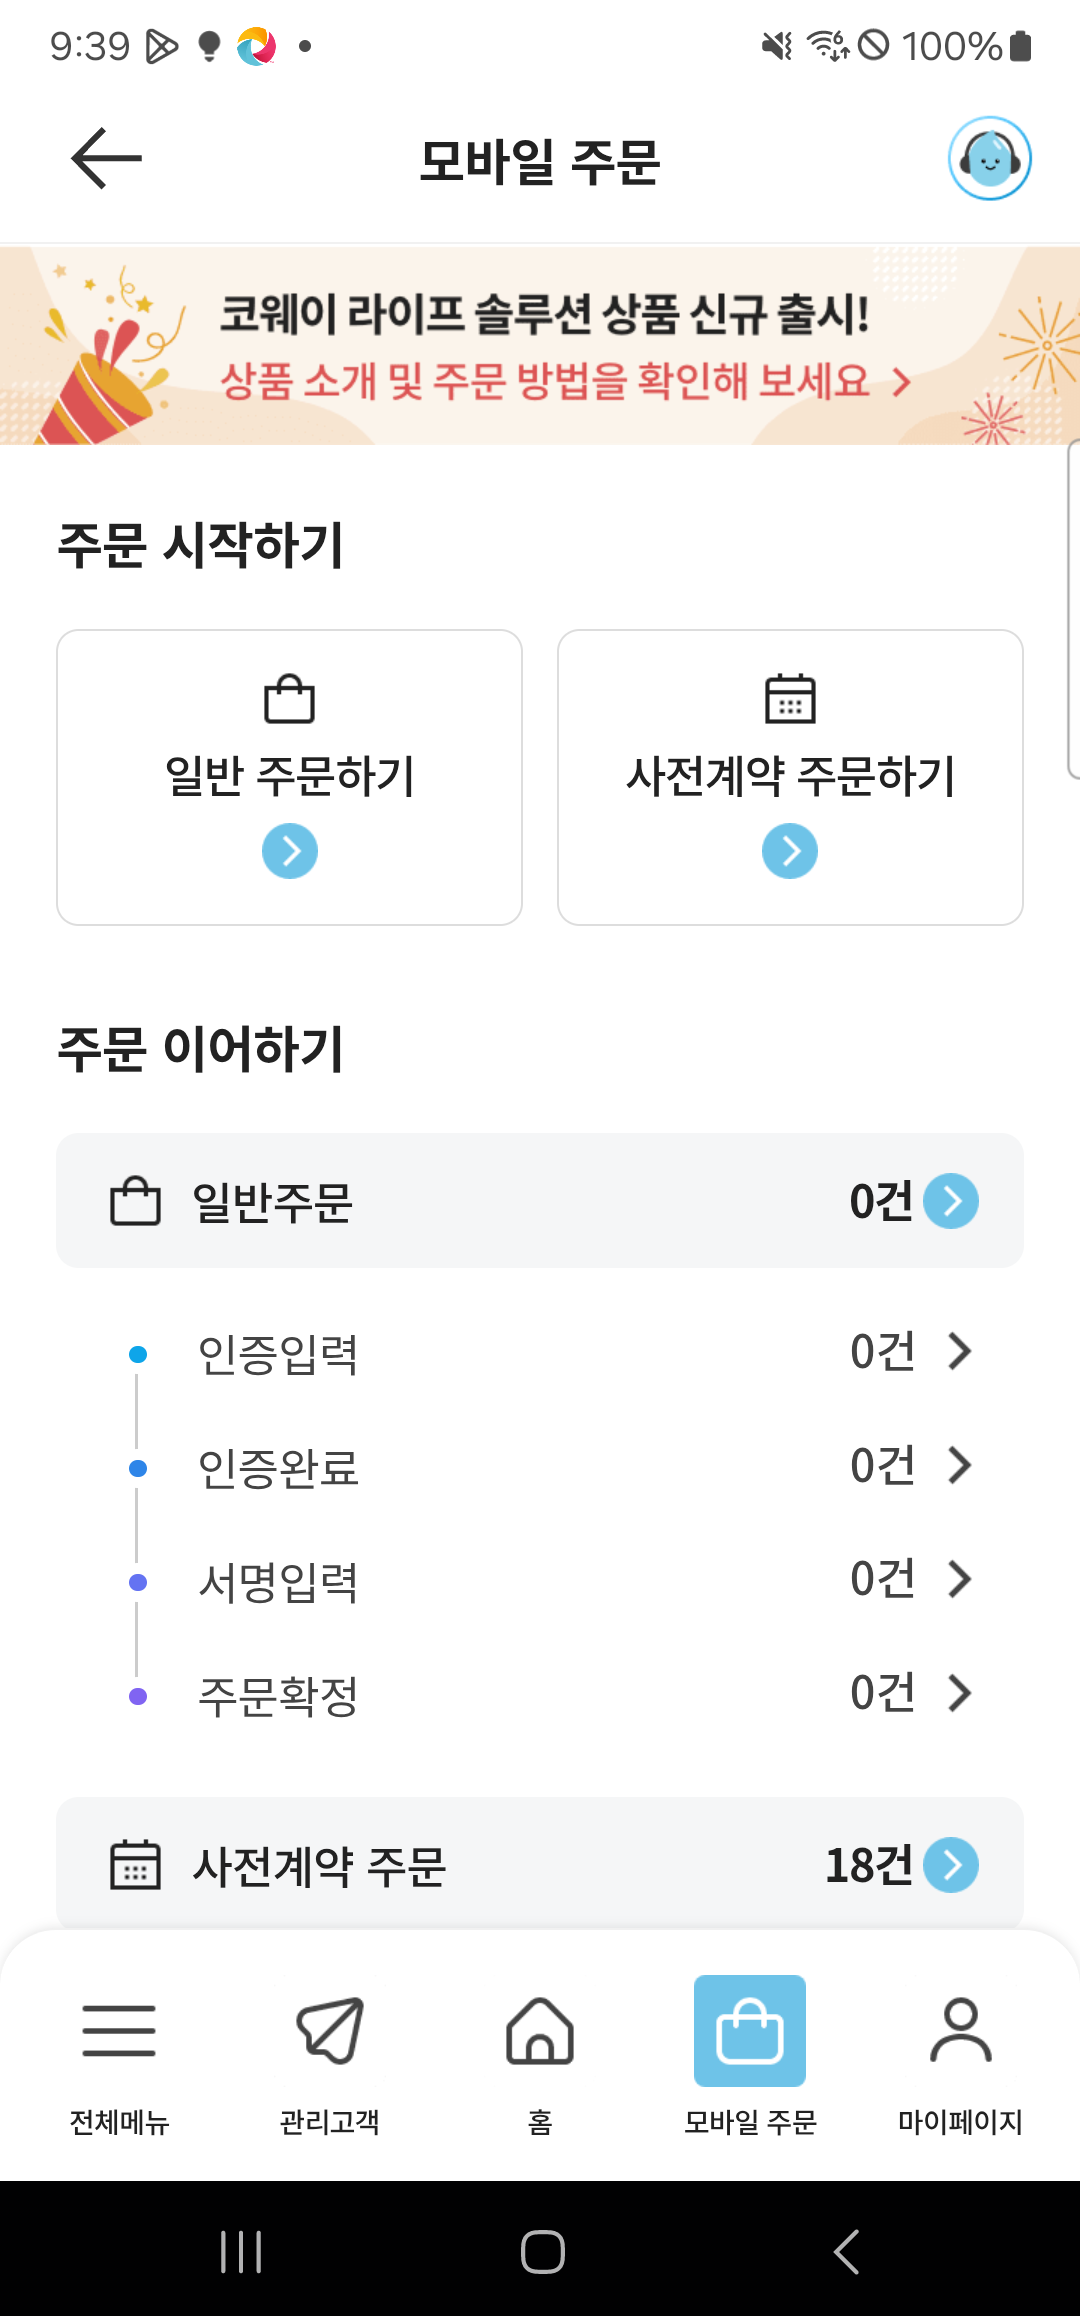 9:39
100%
모바일 주문
코웨이 라이프 솔루션 상품 신규 출시!
상품 소개 및 주문 방법을 확인해 보세요 >
주문 시작하기
일반 주문하기
사전계약 주문하기
주문 이어하기
일반주문 0건
인증입력 0건
인증완료 0건
서명입력 0건
주문확정 0건
사전계약 주문 18건
전체메뉴 관리고객 홈 모바일 주문 마이페이지